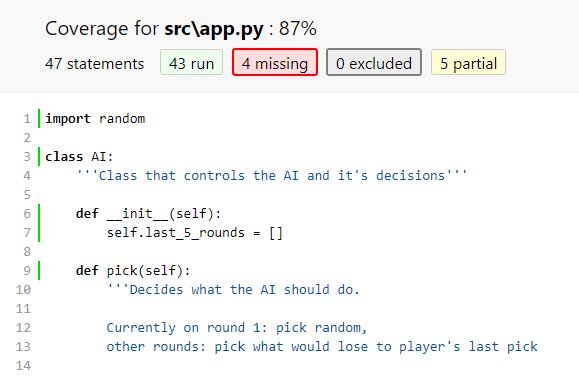 Coverage for src\app.py : 87%
47 statements 43 run 4 missing 0 excluded 5 partial
1 import random
2
3 class AI:
4     '''Class that controls the AI and it's decisions'''
5
6     def __init__(self):
7         self.last_5_rounds = []
8
9     def pick(self):
10         '''Decides what the AI should do.
11
12         Currently on round 1: pick random,
13         other rounds: pick what would lose to player's last pick
14